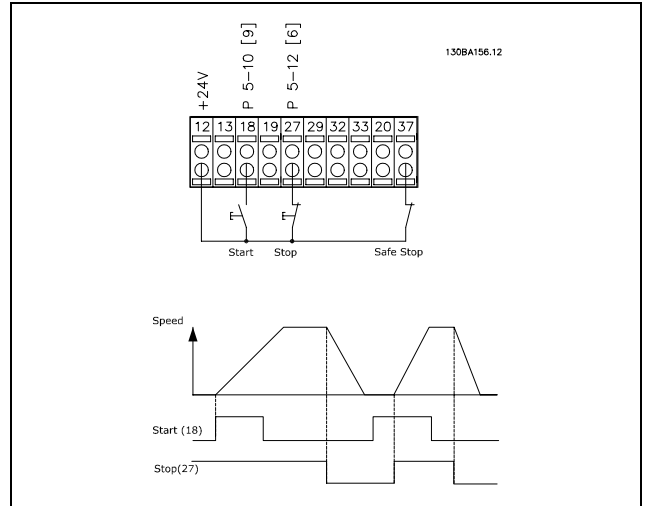 130BA156.12
+24V
P 5-10 [9]
P 5-12 [6]
12 13 18 19 27 29 32 33 20 37
Start Stop Safe Stop
Speed
Start (18)
Stop(27)